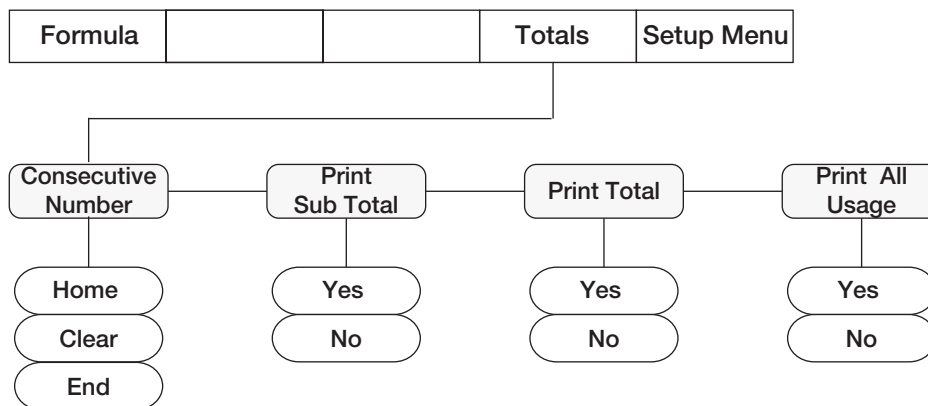 Formula Totals Setup Menu
Consecutive Number
Print Sub Total
Print Total
Print All Usage
Home
Clear
End
Yes
No
Yes
No
Yes
No